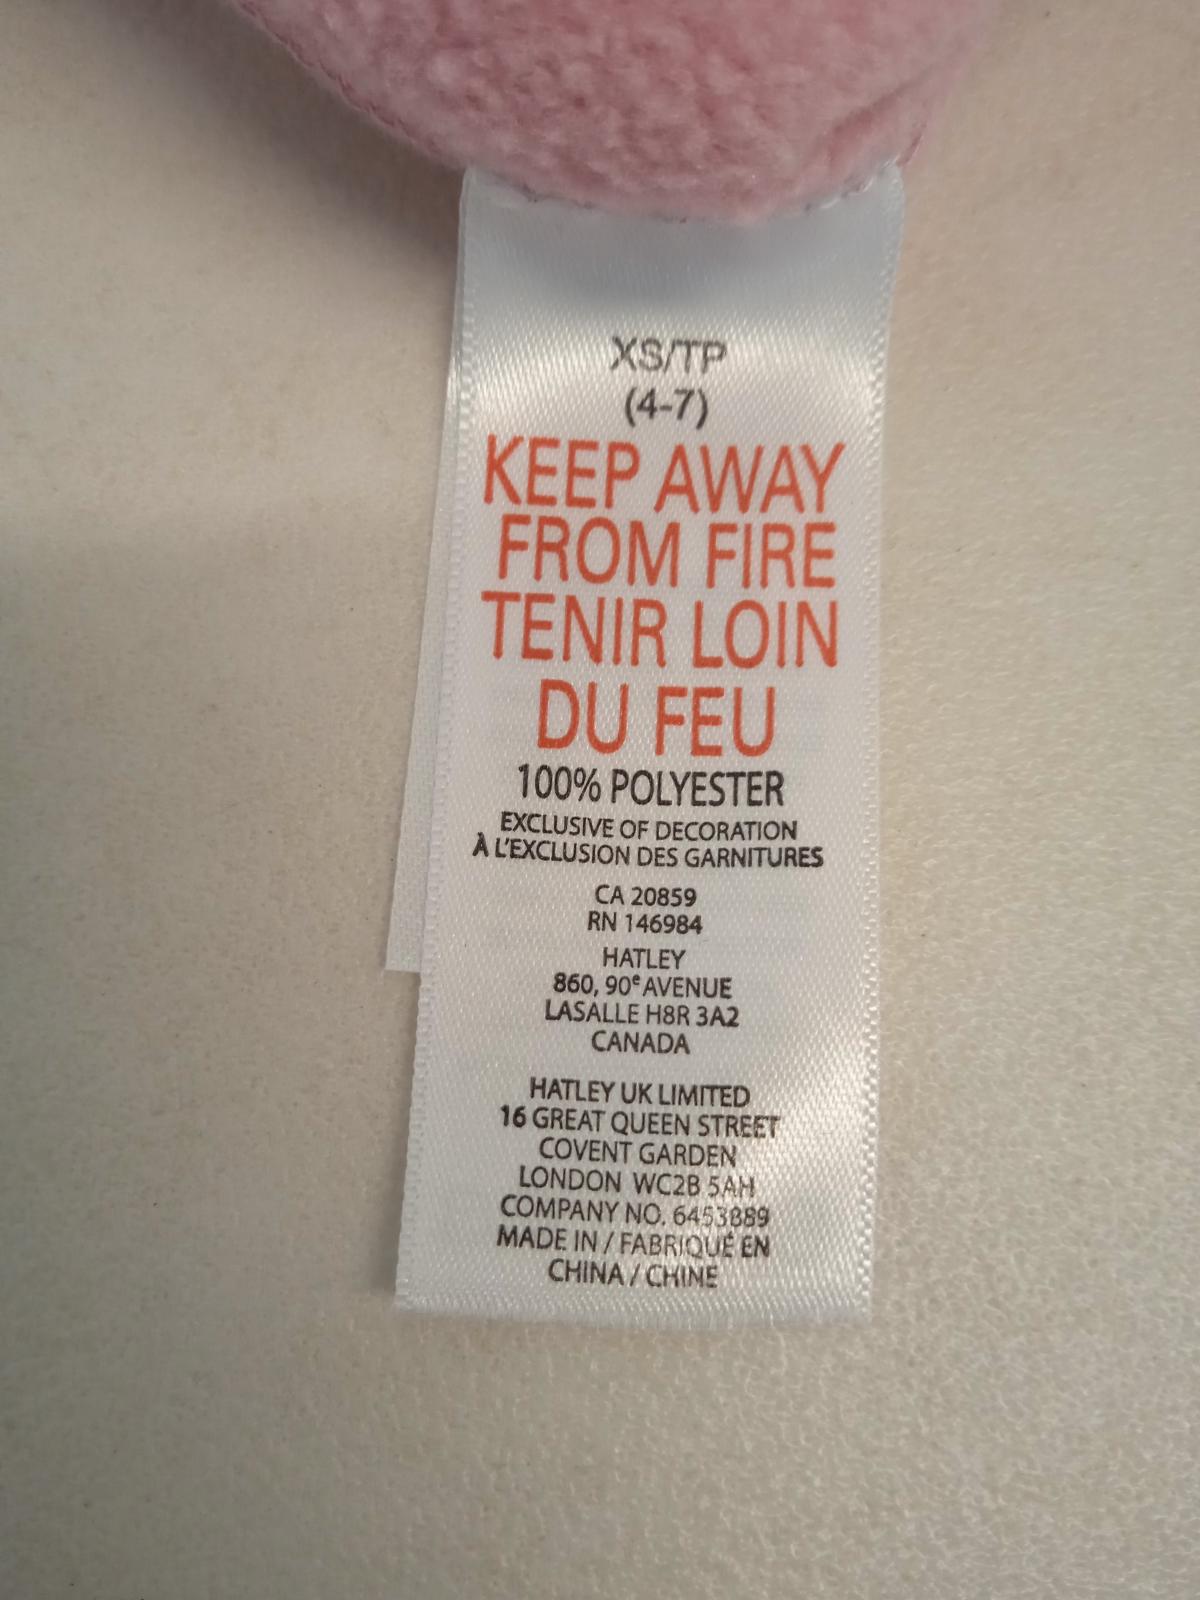 XS/TP
(4-7)
KEEP AWAY
FROM FIRE
TENIR LOIN
DU FEU
100% POLYESTER
EXCLUSIVE OF DECORATION
À L'EXCLUSION DES GARNITURES
CA 20859
RN 146984
HATLEY
860, 90e AVENUE
LASALLE H8R 3A2
CANADA
HATLEY UK LIMITED
16 GREAT QUEEN STREET
COVENT GARDEN
LONDON WC2B 5AH
COMPANY NO. 6453889
MADE IN / FABRIQUÉ EN
CHINA / CHINE